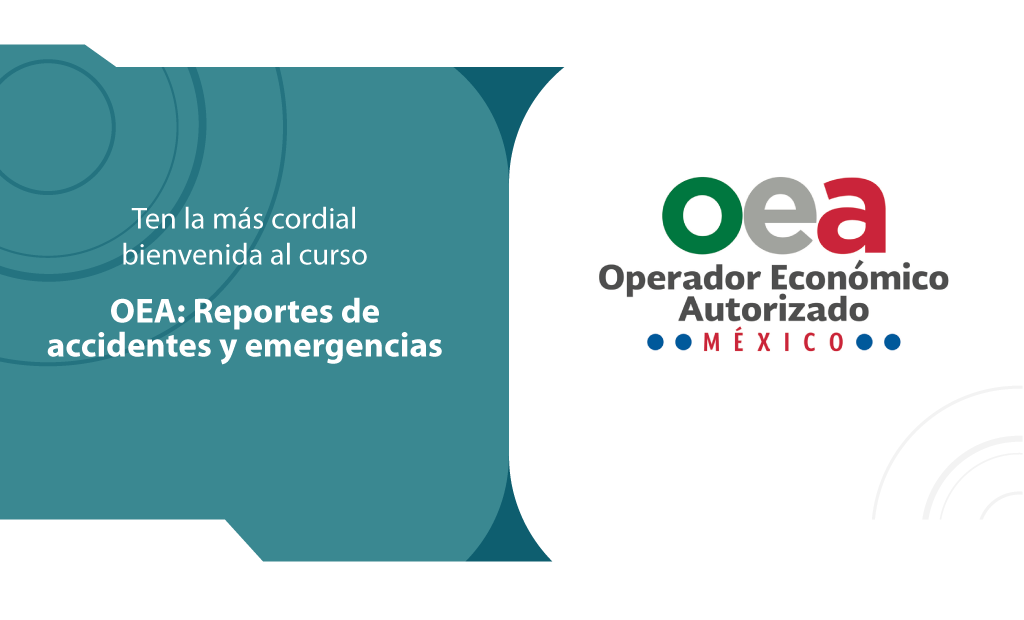 Ten la más cordial
bienvenida al curso
OEA: Reportes de
accidentes y emergencias
oea
Operador Económico
Autorizado
MÉXICO